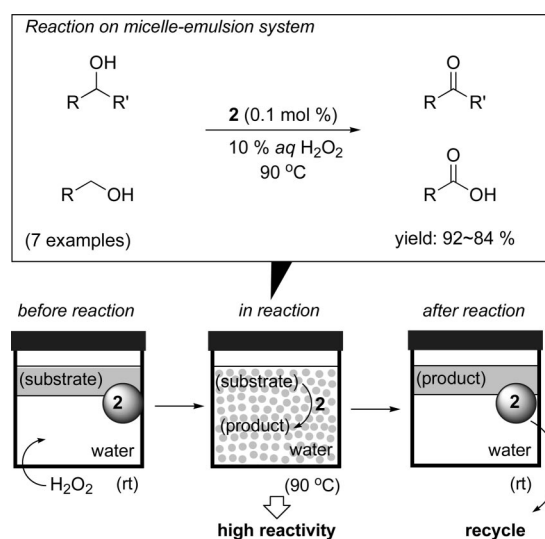 Reaction on micelle-emulsion system
OH
R R'
2 (0.1 mol %)
10 % aq H₂O₂
90 °C
O
R R'
R OH
O
R OH
(7 examples)
yield: 92~84 %
before reaction
in reaction
after reaction
(substrate)
2
water
H₂O₂
(rt)
(substrate)
2
(product)
water
(90 °C)
(product)
2
water
(rt)
high reactivity
recycle